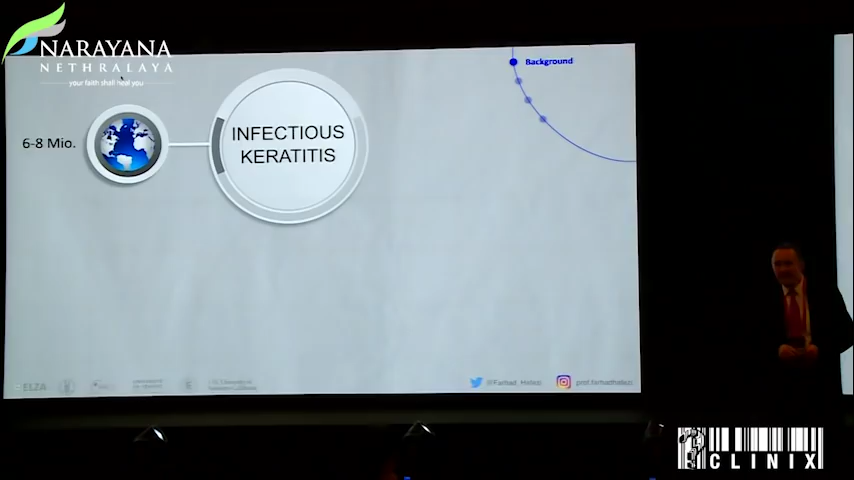 NARAYANA
NETHRALAYA
your faith shall heal you
Background
6-8 Mio.
INFECTIOUS
KERATITIS
ELZA
@Farhad_Hafezi
prof.farhadhafezi
CLINIX